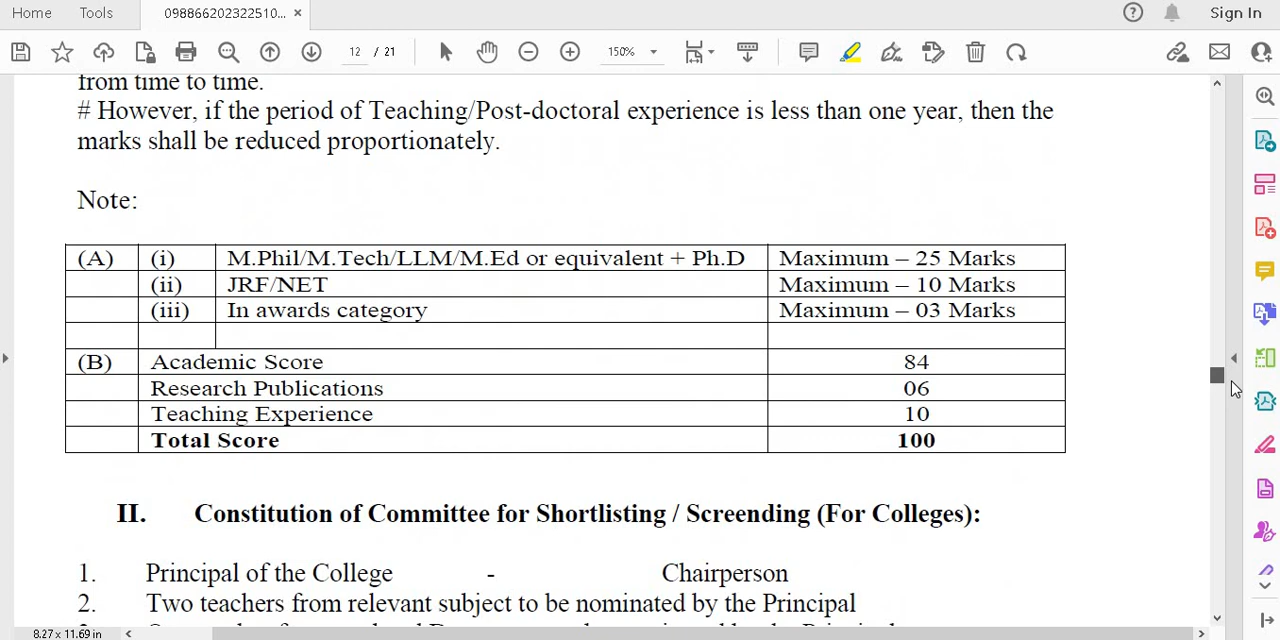 Home Tools 098866202322510... ×
Sign In
12 / 21 150%
from time to time.
# However, if the period of Teaching/Post-doctoral experience is less than one year, then the
marks shall be reduced proportionately.
Note:
(A) (i) M.Phil/M.Tech/LLM/M.Ed or equivalent + Ph.D Maximum – 25 Marks
(ii) JRF/NET Maximum – 10 Marks
(iii) In awards category Maximum – 03 Marks
(B) Academic Score 84
Research Publications 06
Teaching Experience 10
Total Score 100
II. Constitution of Committee for Shortlisting / Screending (For Colleges):
1. Principal of the College - Chairperson
2. Two teachers from relevant subject to be nominated by the Principal
8.27 x 11.69 in